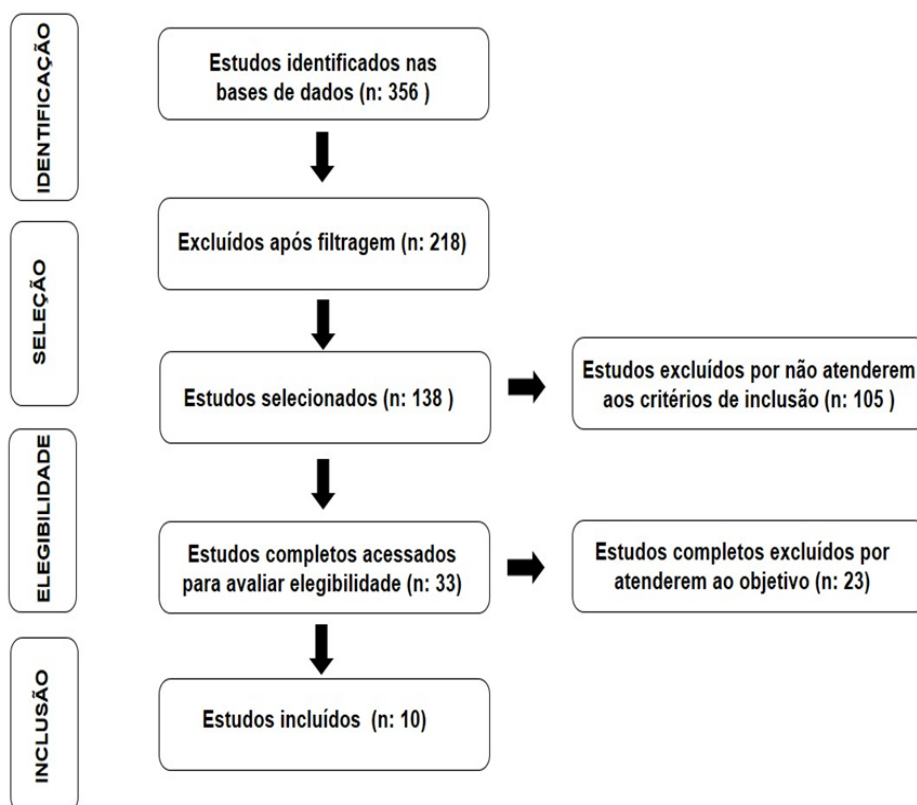 IDENTIFICAÇÃO
Estudos identificados nas
bases de dados (n: 356 )
SELEÇÃO
Excluídos após filtragem (n: 218)
Estudos selecionados (n: 138 )
Estudos excluídos por não atenderem
aos critérios de inclusão (n: 105 )
ELEGIBILIDADE
Estudos completos acessados
para avaliar elegibilidade (n: 33)
Estudos completos excluídos por
atenderem ao objetivo (n: 23)
INCLUSÃO
Estudos incluídos (n: 10)